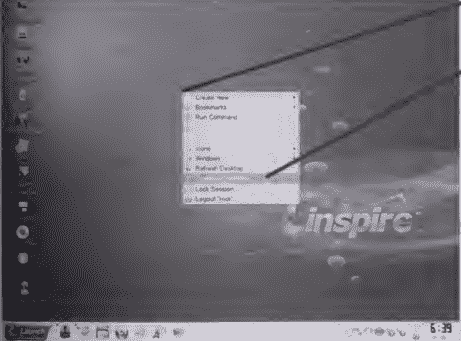 Create New
Bookmarks
Run Command
Icons
Windows
Refresh Desktop
Lock Session
Logout
inspire
6:39